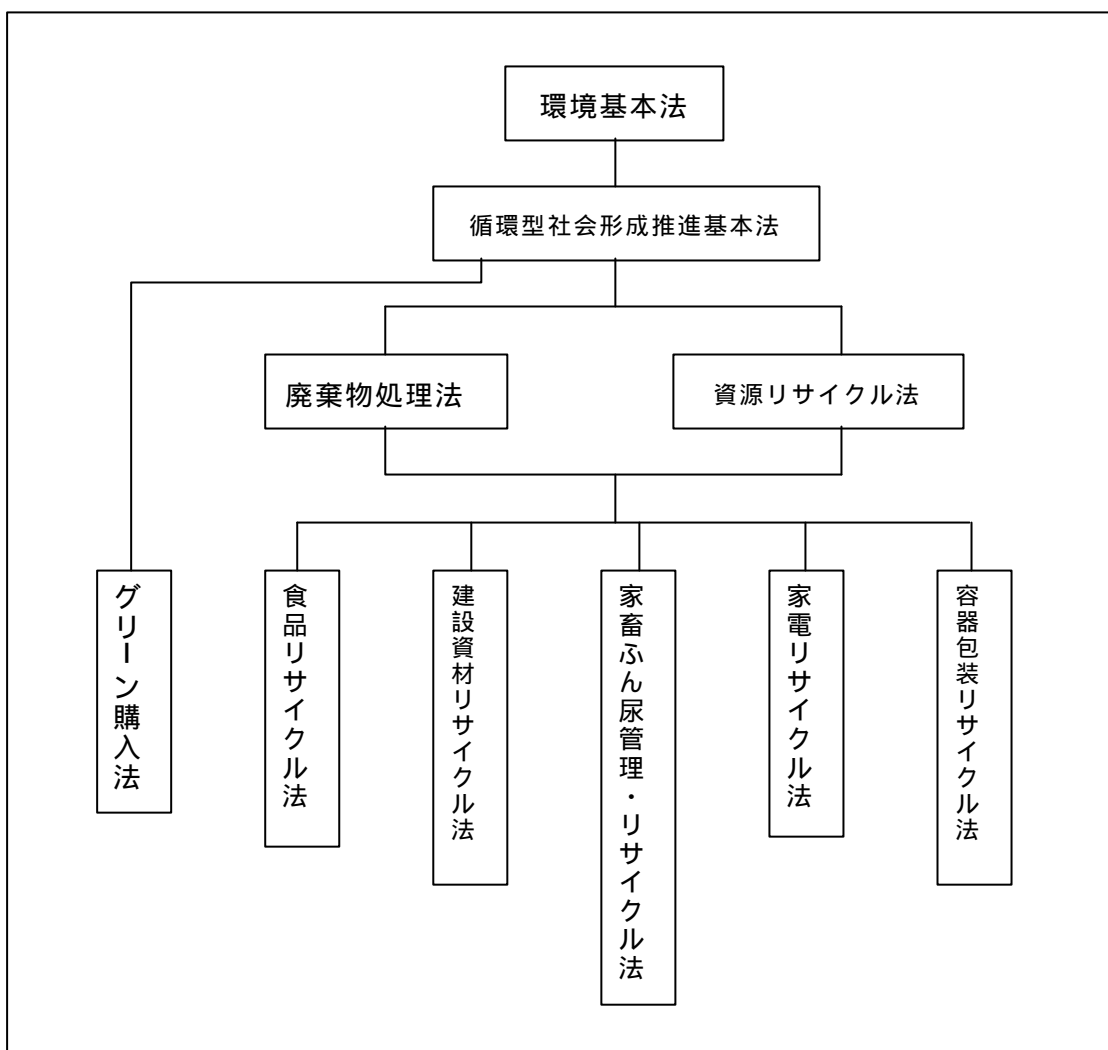 環境基本法
循環型社会形成推進基本法
廃棄物処理法
資源リサイクル法
グリーン購入法
食品リサイクル法
建設資材リサイクル法
家畜ふん尿管理・リサイクル法
家電リサイクル法
容器包装リサイクル法